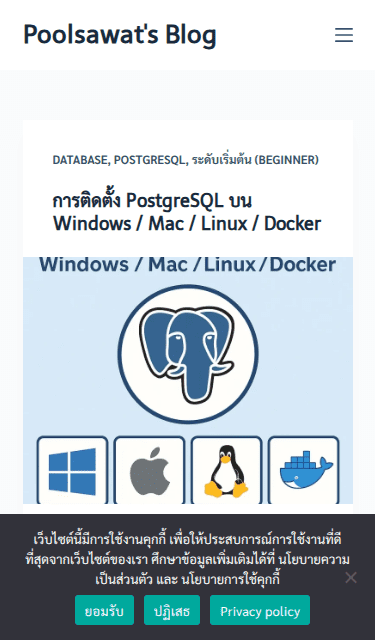 Poolsawat's Blog
DATABASE, POSTGRESQL, ระดับเริ่มต้น (BEGINNER)
การติดตั้ง PostgreSQL บน
Windows / Mac / Linux / Docker
Windows / Mac / Linux / Docker
เว็บไซต์นี้มีการใช้งานคุกกี้ เพื่อให้ประสบการณ์การใช้งานที่ดี
ที่สุดจากเว็บไซต์ของเรา ศึกษาข้อมูลเพิ่มเติมได้ที่ นโยบายความ
เป็นส่วนตัว และ นโยบายการใช้คุกกี้
ยอมรับ ปฏิเสธ Privacy policy